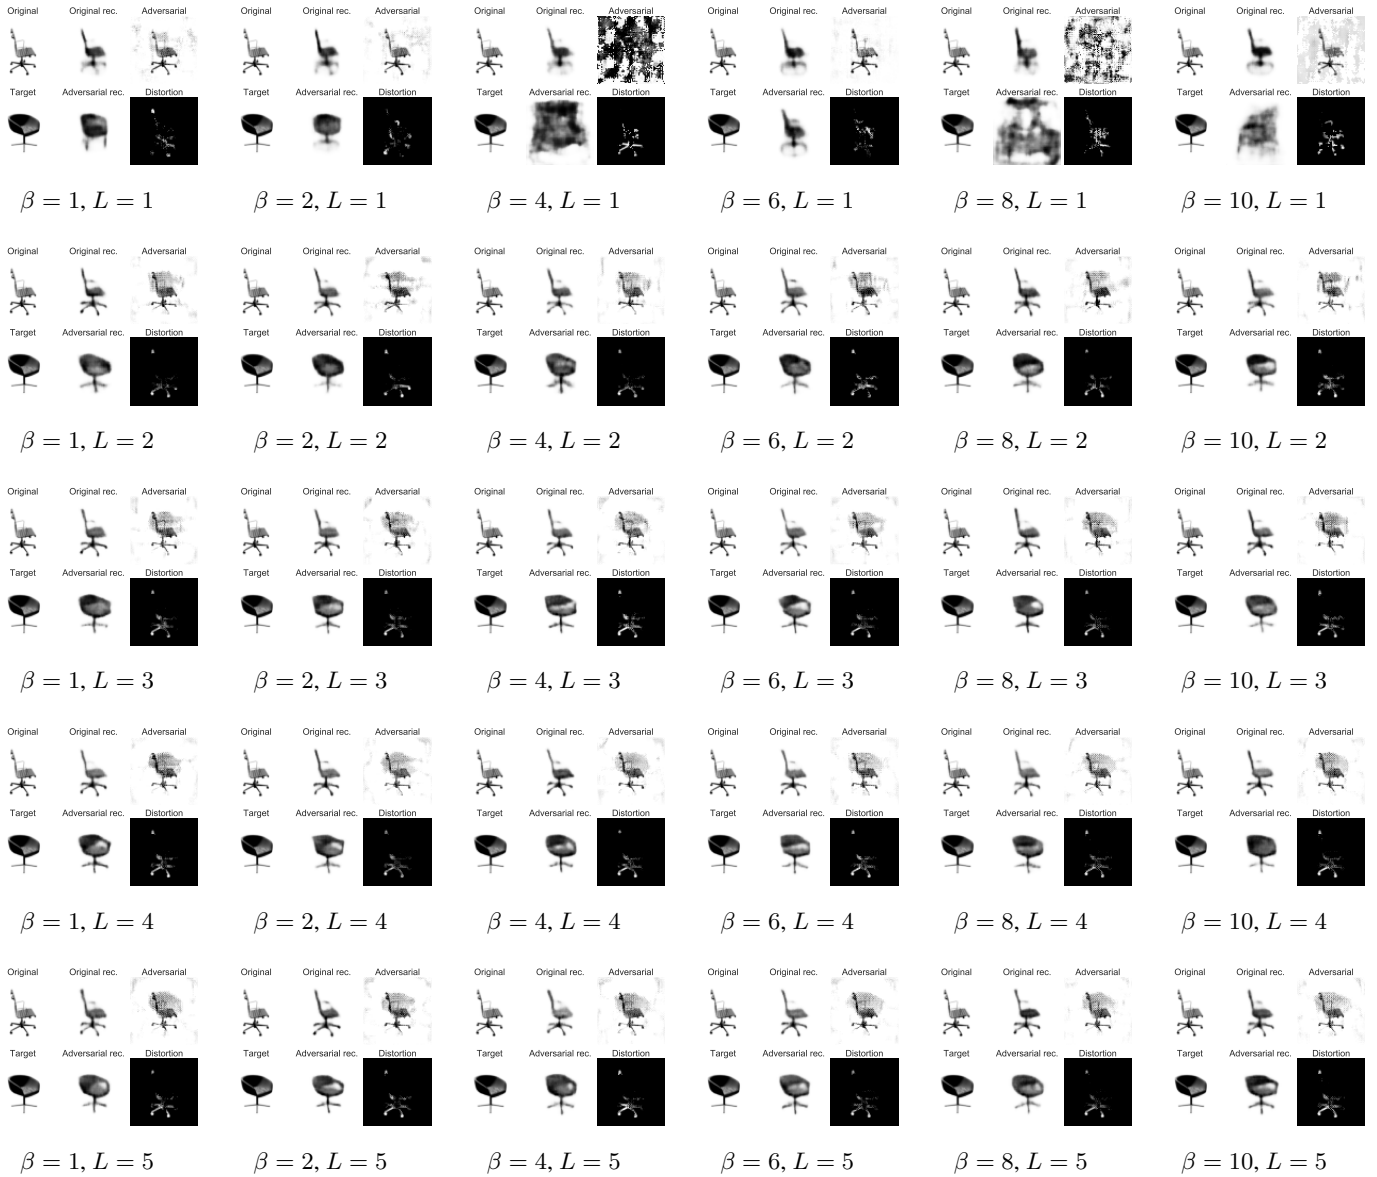 Original Original rec. Adversarial Original Original rec. Adversarial Original Original rec. Adversarial Original Original rec. Adversarial Original Original rec. Adversarial Original Original rec. Adversarial
Target Adversarial rec. Distortion Target Adversarial rec. Distortion Target Adversarial rec. Distortion Target Adversarial rec. Distortion Target Adversarial rec. Distortion Target Adversarial rec. Distortion
β = 1, L = 1 β = 2, L = 1 β = 4, L = 1 β = 6, L = 1 β = 8, L = 1 β = 10, L = 1
Original Original rec. Adversarial Original Original rec. Adversarial Original Original rec. Adversarial Original Original rec. Adversarial Original Original rec. Adversarial Original Original rec. Adversarial
Target Adversarial rec. Distortion Target Adversarial rec. Distortion Target Adversarial rec. Distortion Target Adversarial rec. Distortion Target Adversarial rec. Distortion Target Adversarial rec. Distortion
β = 1, L = 2 β = 2, L = 2 β = 4, L = 2 β = 6, L = 2 β = 8, L = 2 β = 10, L = 2
Original Original rec. Adversarial Original Original rec. Adversarial Original Original rec. Adversarial Original Original rec. Adversarial Original Original rec. Adversarial Original Original rec. Adversarial
Target Adversarial rec. Distortion Target Adversarial rec. Distortion Target Adversarial rec. Distortion Target Adversarial rec. Distortion Target Adversarial rec. Distortion Target Adversarial rec. Distortion
β = 1, L = 3 β = 2, L = 3 β = 4, L = 3 β = 6, L = 3 β = 8, L = 3 β = 10, L = 3
Original Original rec. Adversarial Original Original rec. Adversarial Original Original rec. Adversarial Original Original rec. Adversarial Original Original rec. Adversarial Original Original rec. Adversarial
Target Adversarial rec. Distortion Target Adversarial rec. Distortion Target Adversarial rec. Distortion Target Adversarial rec. Distortion Target Adversarial rec. Distortion Target Adversarial rec. Distortion
β = 1, L = 4 β = 2, L = 4 β = 4, L = 4 β = 6, L = 4 β = 8, L = 4 β = 10, L = 4
Original Original rec. Adversarial Original Original rec. Adversarial Original Original rec. Adversarial Original Original rec. Adversarial Original Original rec. Adversarial Original Original rec. Adversarial
Target Adversarial rec. Distortion Target Adversarial rec. Distortion Target Adversarial rec. Distortion Target Adversarial rec. Distortion Target Adversarial rec. Distortion Target Adversarial rec. Distortion
β = 1, L = 5 β = 2, L = 5 β = 4, L = 5 β = 6, L = 5 β = 8, L = 5 β = 10, L = 5